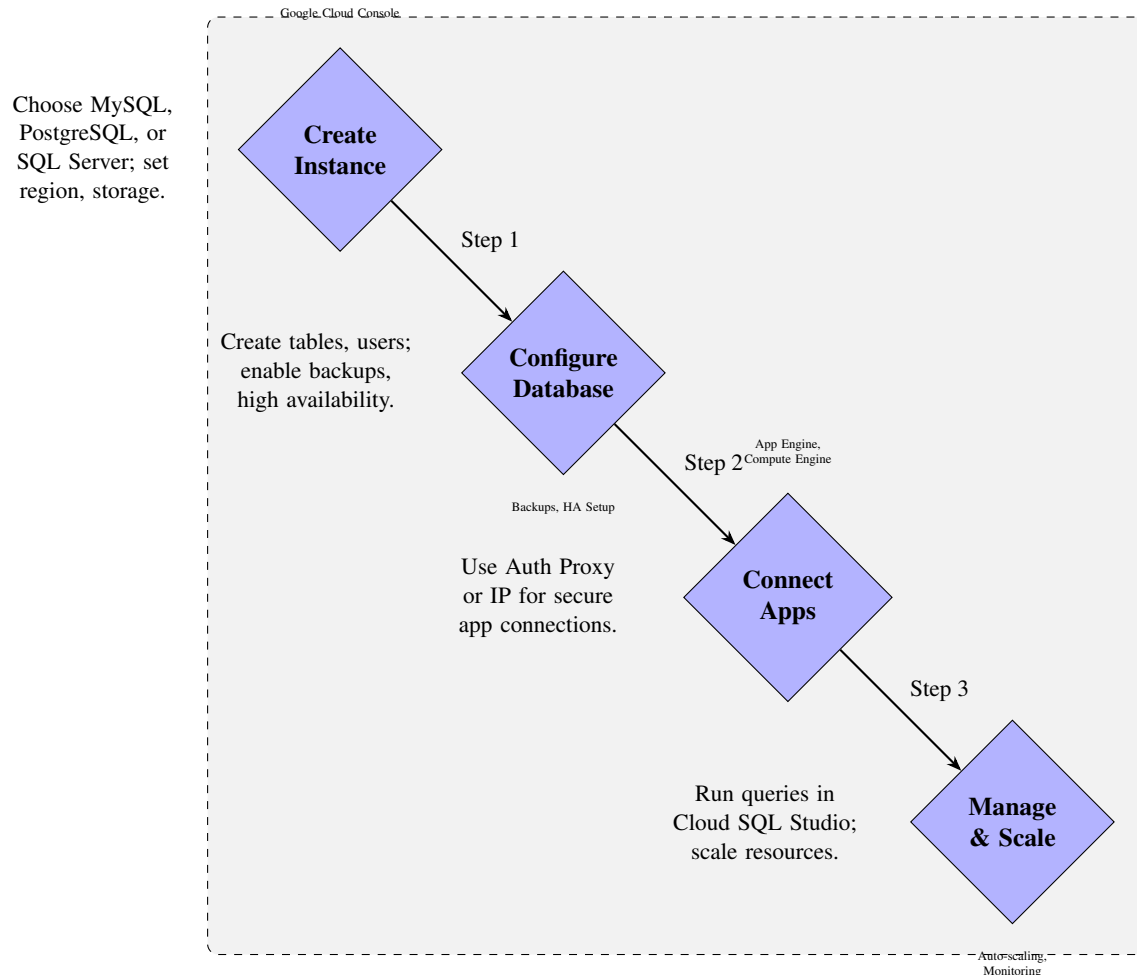 Google Cloud Console
Choose MySQL,
PostgreSQL, or
SQL Server; set
region, storage.
Create
Instance
Step 1
Create tables, users;
enable backups,
high availability.
Configure
Database
Step 2
App Engine,
Compute Engine
Backups, HA Setup
Use Auth Proxy
or IP for secure
app connections.
Connect
Apps
Step 3
Run queries in
Cloud SQL Studio;
scale resources.
Manage
& Scale
Auto-scaling,
Monitoring